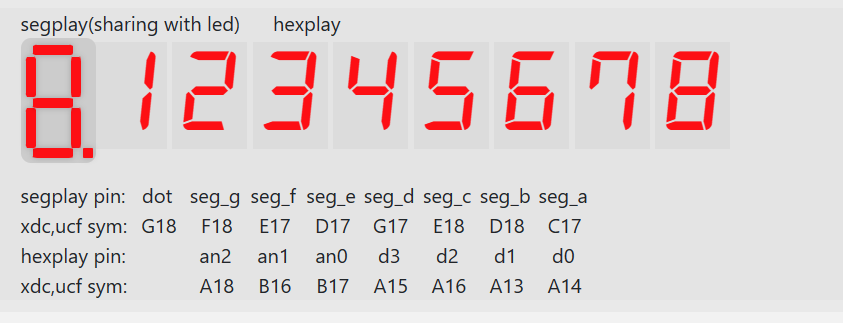 segplay(sharing with led) hexplay
8. 1 2 3 4 5 6 7 8
segplay pin: dot seg_g seg_f seg_e seg_d seg_c seg_b seg_a
xdc,ucf sym: G18 F18 E17 D17 G17 E18 D18 C17
hexplay pin: an2 an1 an0 d3 d2 d1 d0
xdc,ucf sym: A18 B16 B17 A15 A16 A13 A14